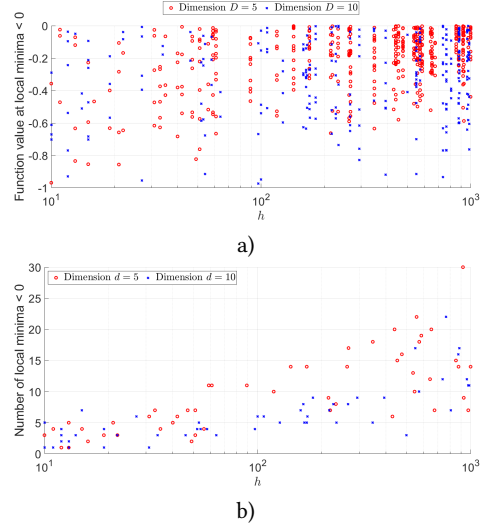 Dimension D = 5 Dimension D = 10
Function value at local minima < 0
0
-0.2
-0.4
-0.6
-0.8
-1
10^1 10^2 10^3
h
a)
Number of local minima < 0
30
25
20
15
10
5
0
Dimension d = 5 Dimension d = 10
10^1 10^2 10^3
h
b)